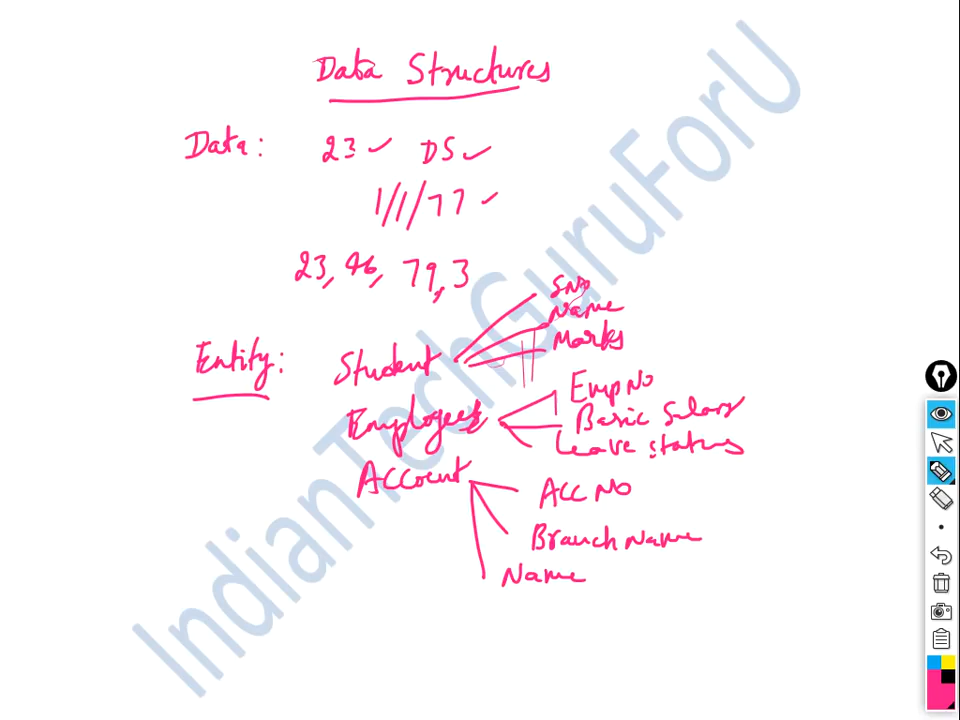 Data Structures
Data: 23 DS
1/1/77
23, 46, 79, 3
Entity: Student
SNo
Name
Marks
Employee
EmpNo
Basic Salary
Leave status
Account
Acc No
Branch Name
Name
IndianTechGuruForU